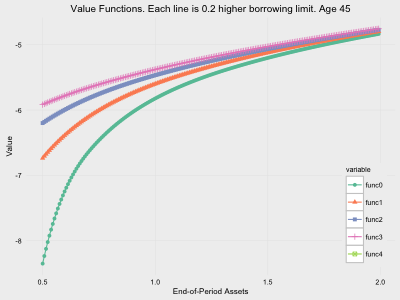 Value Functions. Each line is 0.2 higher borrowing limit. Age 45
-5
-6
-7
-8
Value
0.5
1.0
1.5
2.0
End-of-Period Assets
variable
func0
func1
func2
func3
func4